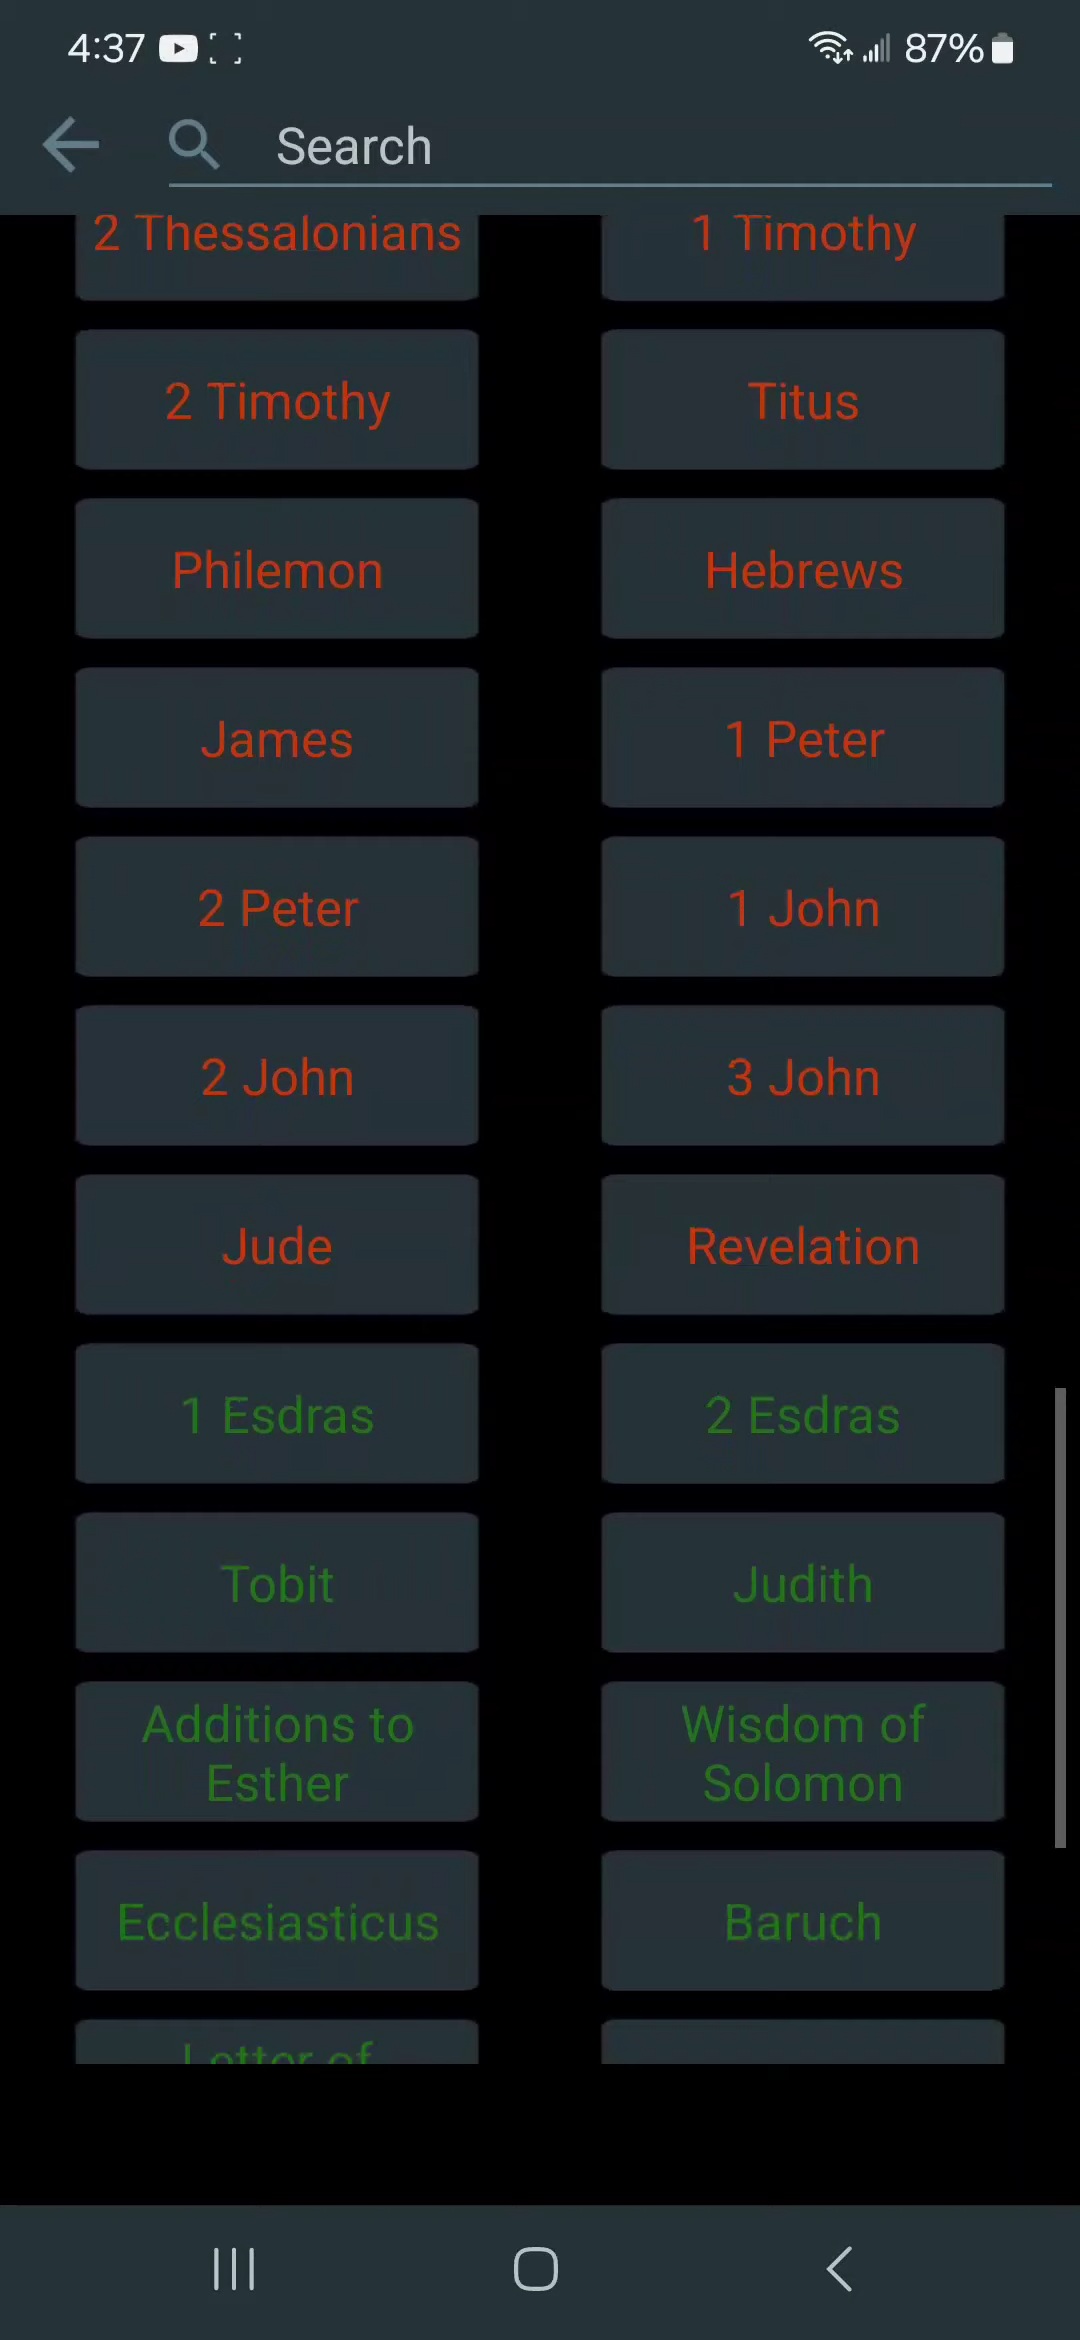 4:37 87%
Search
2 Thessalonians 1 Timothy
2 Timothy Titus
Philemon Hebrews
James 1 Peter
2 Peter 1 John
2 John 3 John
Jude Revelation
1 Esdras 2 Esdras
Tobit Judith
Additions to
Esther
Wisdom of
Solomon
Ecclesiasticus Baruch
Letter of